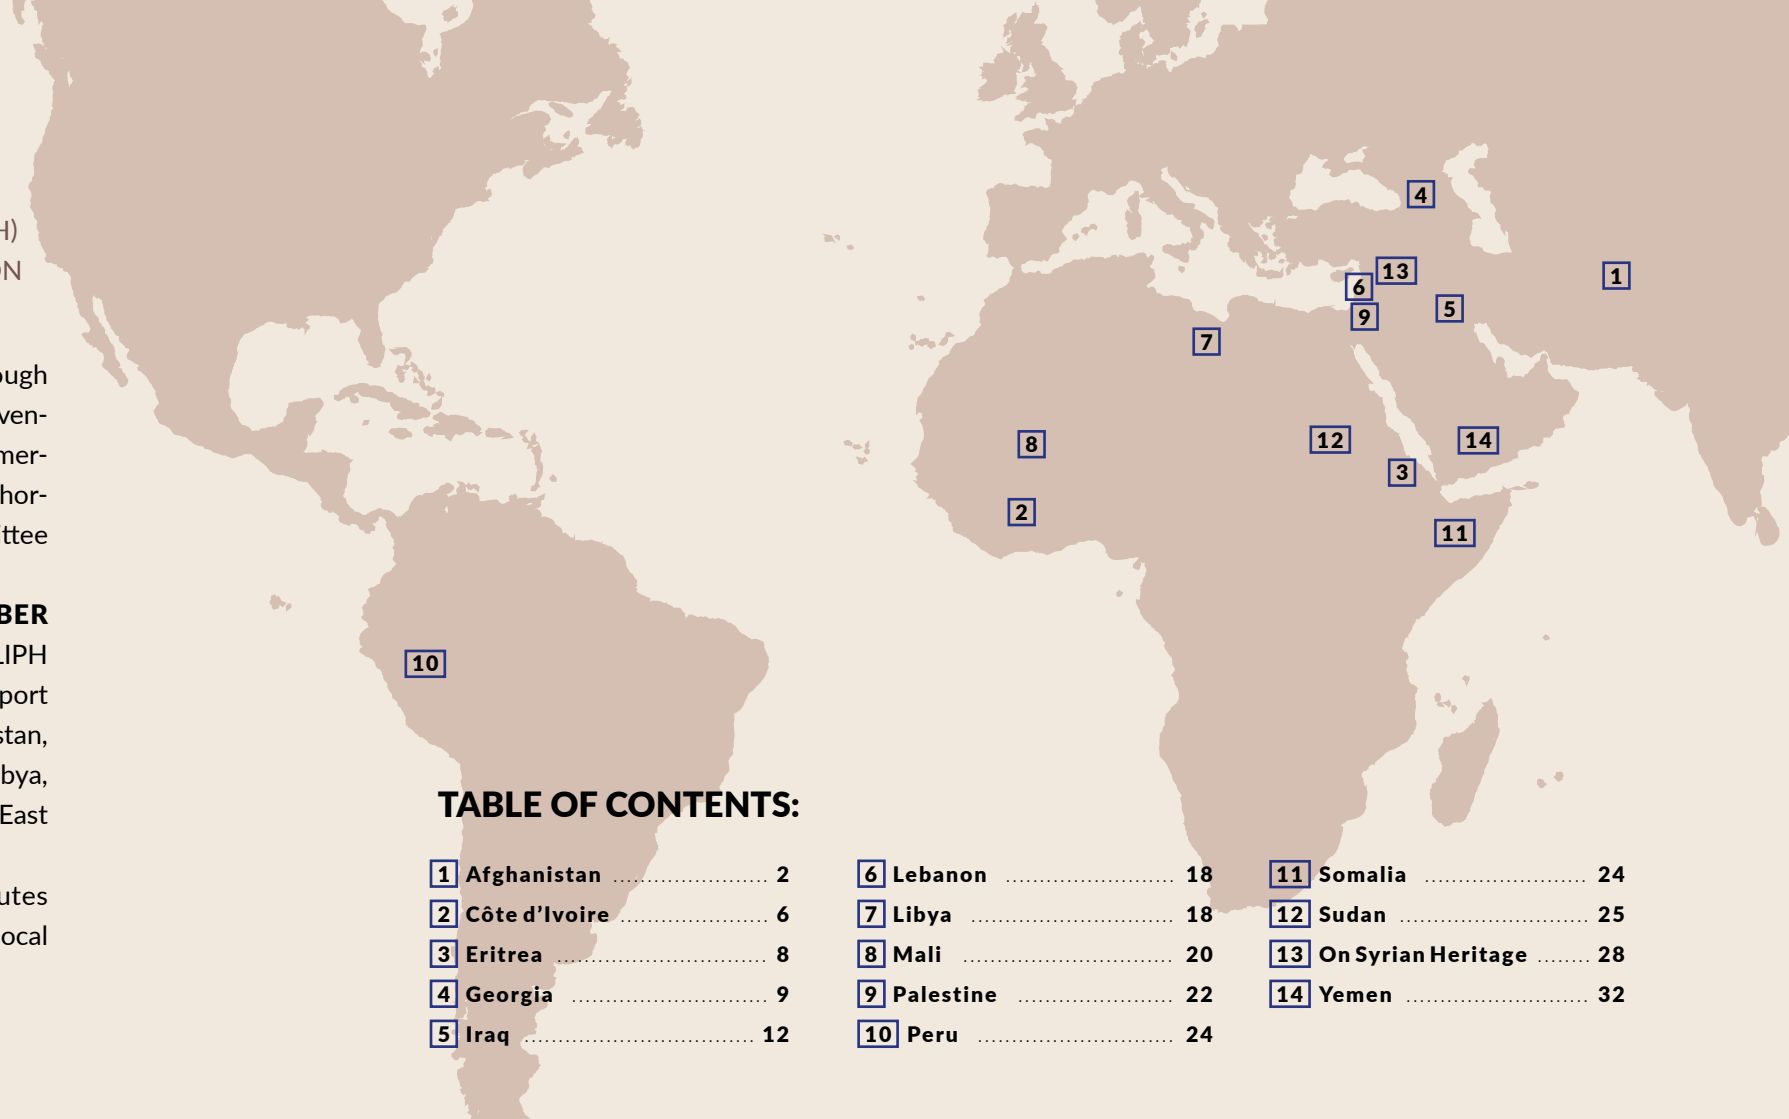 H)
ON
ough
ven-
mer-
hor-
ittee
BER
LIPH
port
stan,
bya,
East
utes
local
4
13
6
1
5
9
7
8
12
14
3
2
11
10
TABLE OF CONTENTS:
1 Afghanistan ........................ 2
2 Côte d’Ivoire ....................... 6
3 Eritrea ................................ 8
4 Georgia .............................. 9
5 Iraq ................................... 12
6 Lebanon ......................... 18
7 Libya .............................. 18
8 Mali ............................... 20
9 Palestine ....................... 22
10 Peru ............................. 24
11 Somalia ........................ 24
12 Sudan ............................ 25
13 On Syrian Heritage ........ 28
14 Yemen ........................... 32